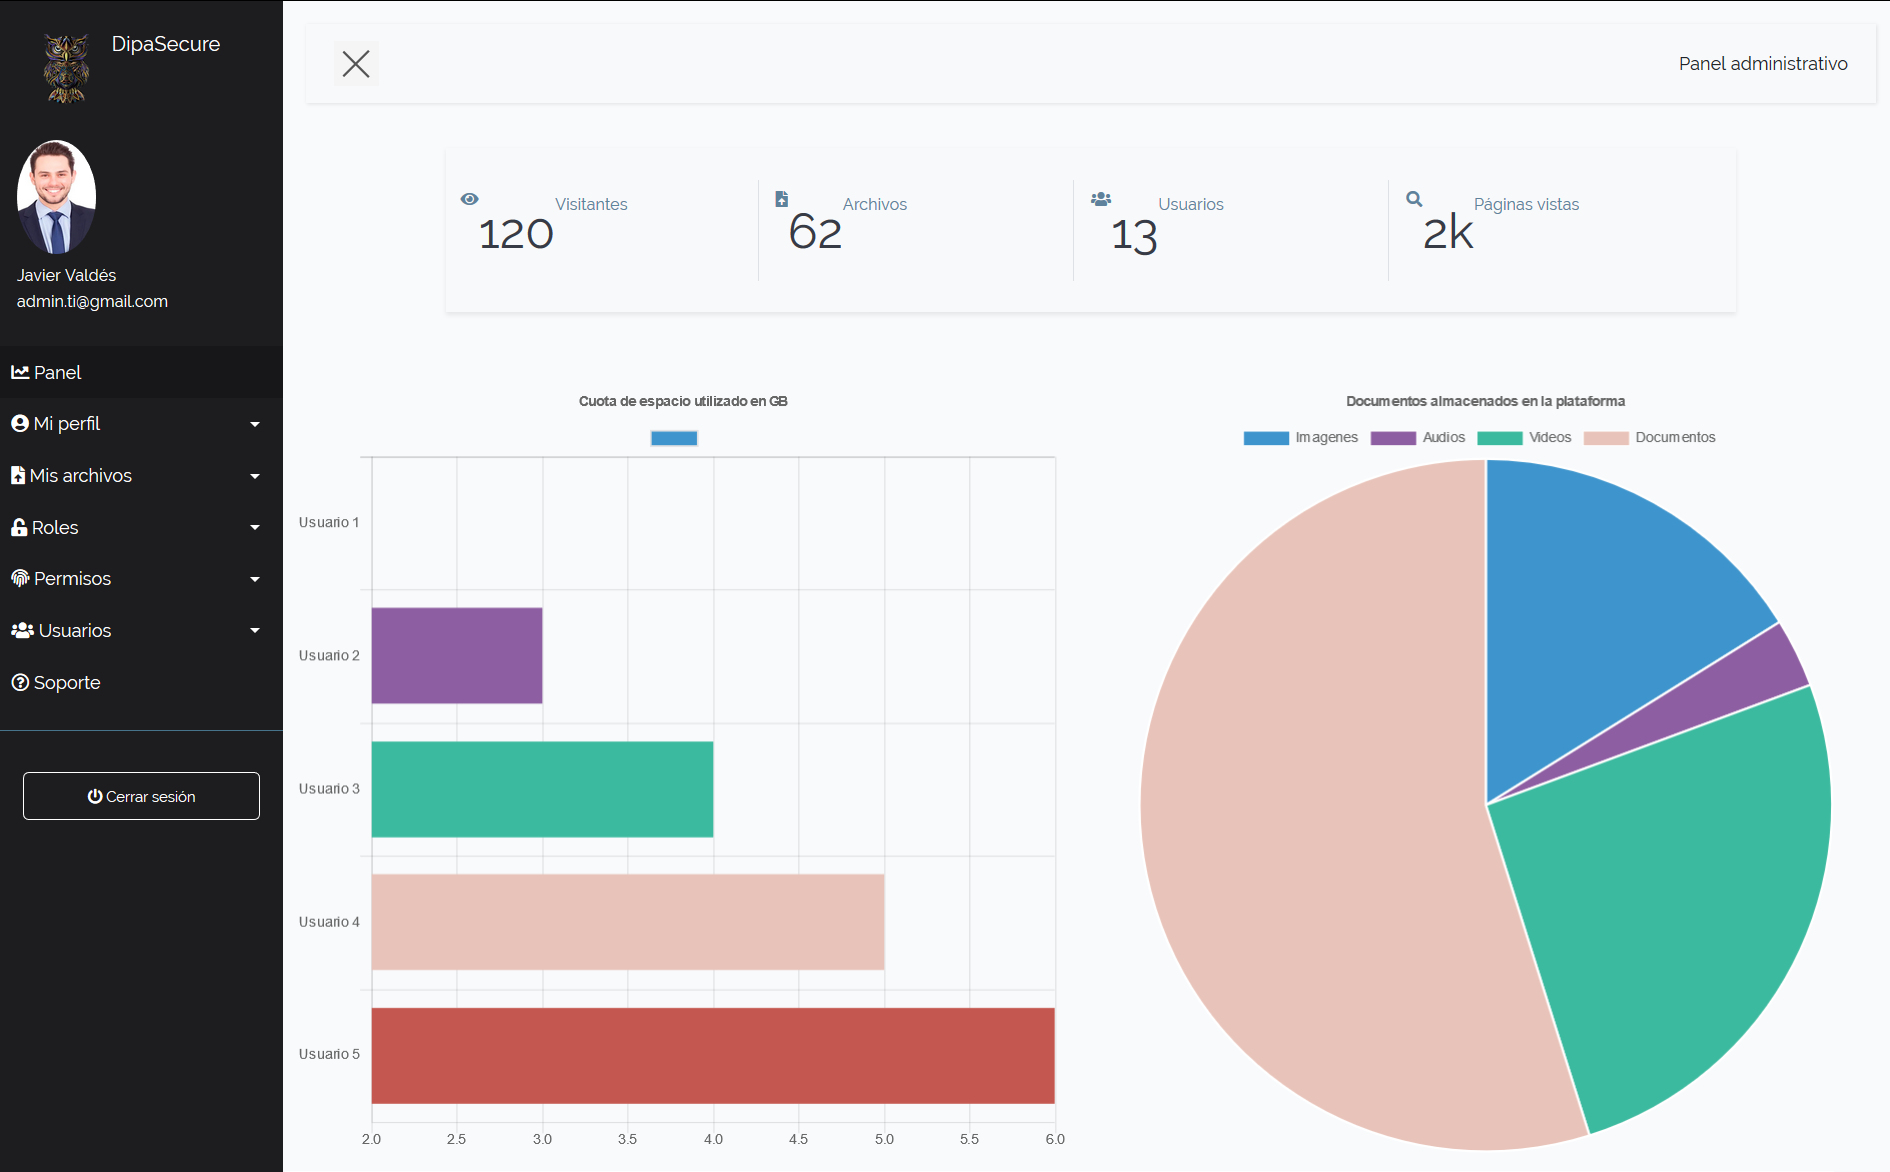 DipaSecure
Javier Valdés
admin.ti@gmail.com
Panel
Mi perfil
Mis archivos
Roles
Permisos
Usuarios
Soporte
Cerrar sesión
Panel administrativo
Visitantes
120
Archivos
62
Usuarios
13
Páginas vistas
2k
Cuota de espacio utilizado en GB
Usuario 1
Usuario 2
Usuario 3
Usuario 4
Usuario 5
2.0 2.5 3.0 3.5 4.0 4.5 5.0 5.5 6.0
Documentos almacenados en la plataforma
Imagenes Audios Videos Documentos